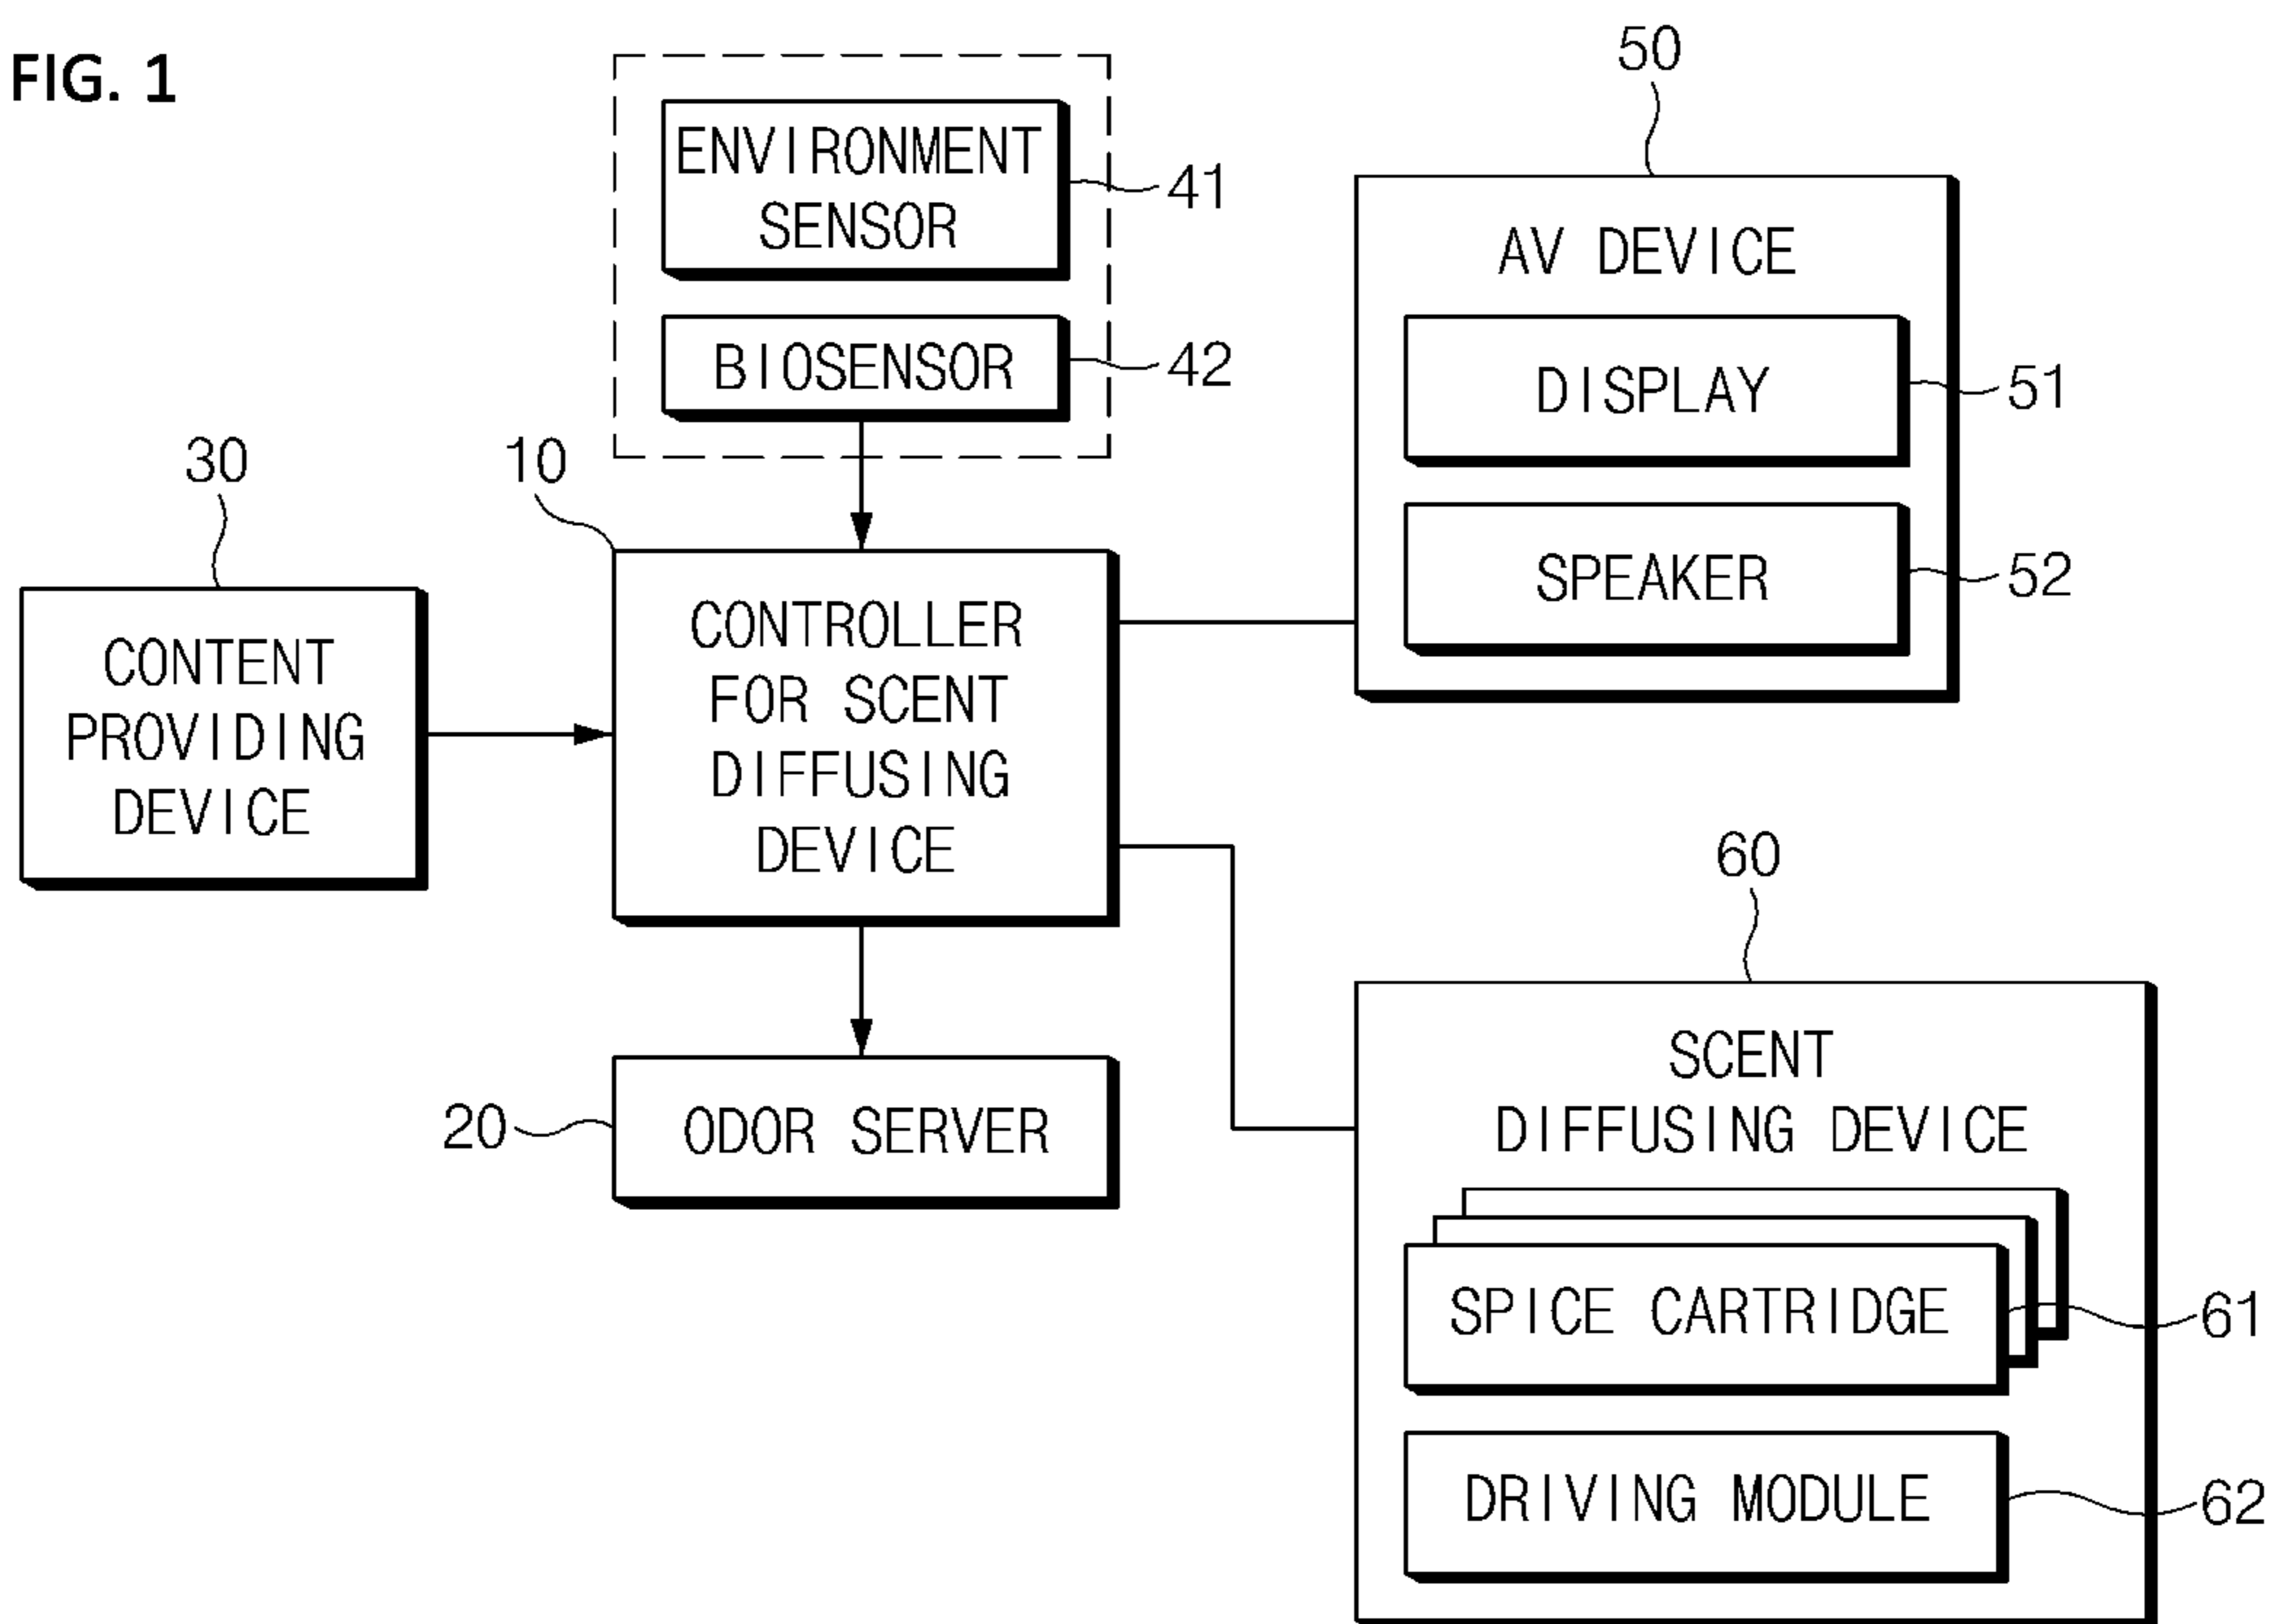 FIG. 1
ENVIRONMENT
SENSOR
41
BIOSENSOR
42
50
AV DEVICE
DISPLAY
51
SPEAKER
52
30
CONTENT
PROVIDING
DEVICE
10
CONTROLLER
FOR SCENT
DIFFUSING
DEVICE
20
ODOR SERVER
60
SCENT
DIFFUSING DEVICE
SPICE CARTRIDGE
61
DRIVING MODULE
62